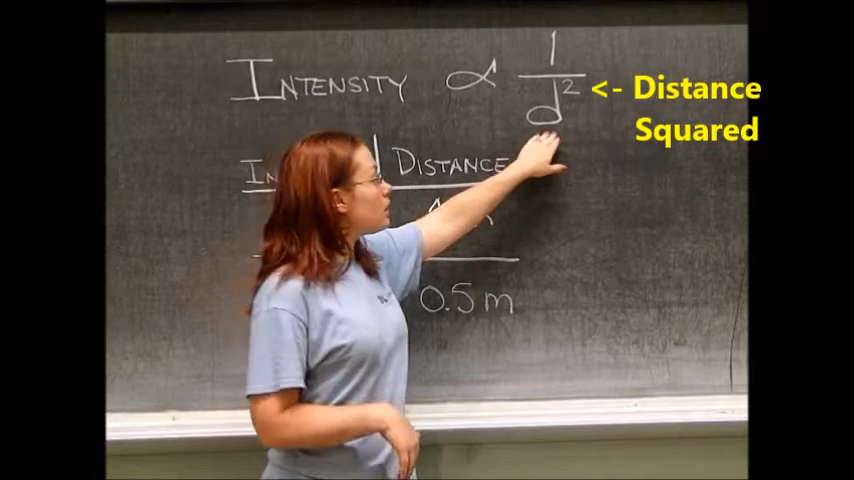 INTENSITY ∝ 1/d² <- Distance
Squared
DISTANCE
0.5 m